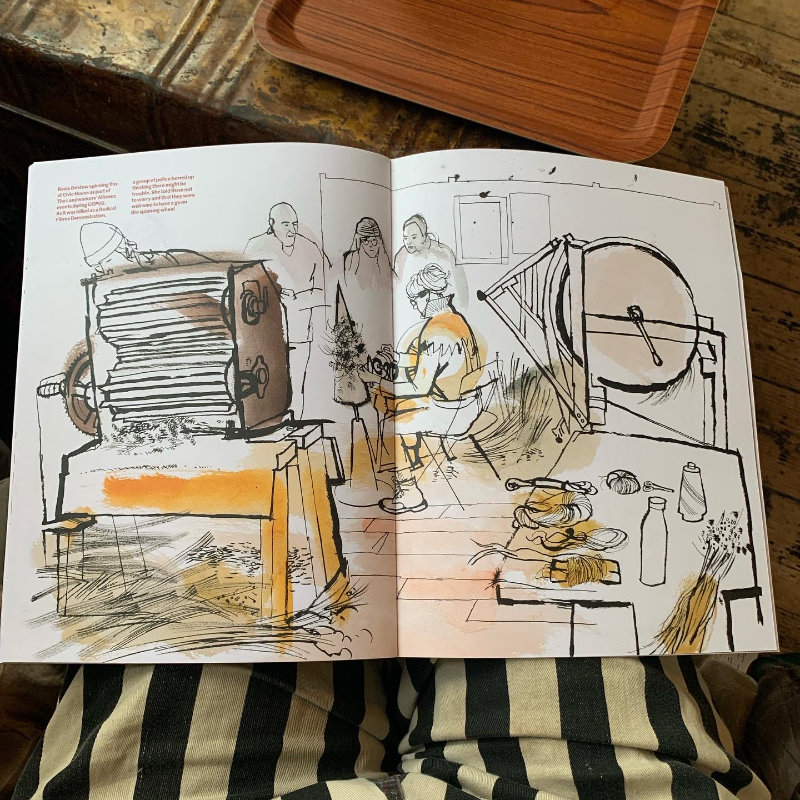 Rosie Bristow spinning flax
at Civic House as part of
The Landworkers' Alliance
events during COP26.
As it was billed as a Radical
Fibres Demonstration,
a group of police turned up
thinking there might be
trouble. She told them not
to worry and that they were
welcome to have a go on
the spinning wheel